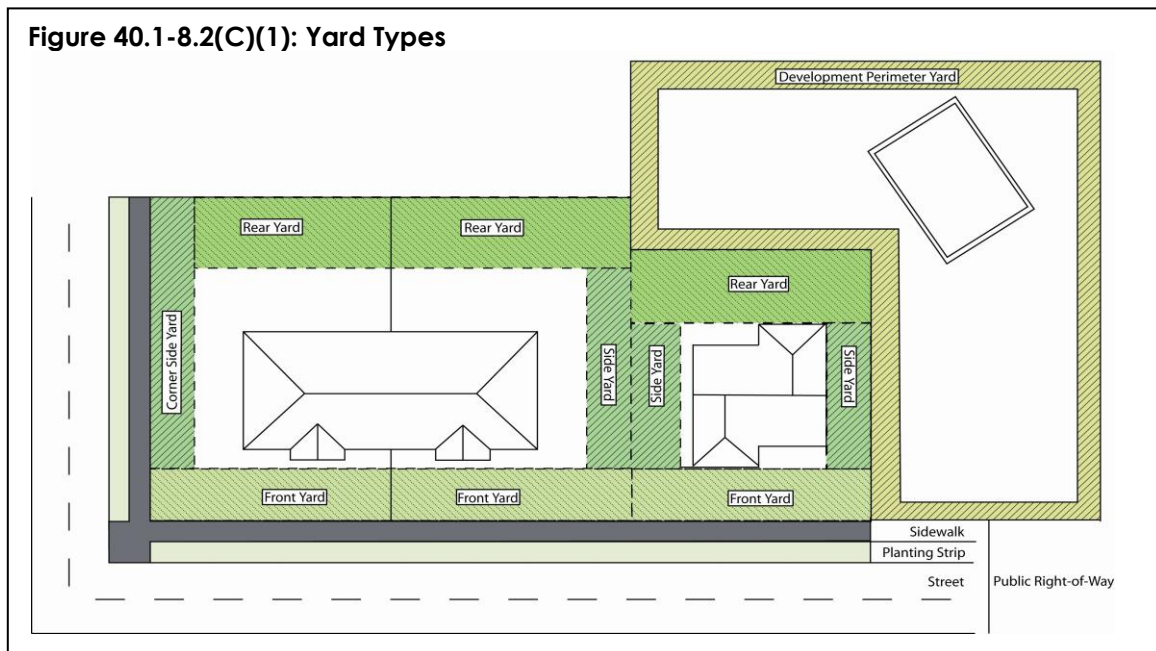 Figure 40.1-8.2(C)(1): Yard Types
Development Perimeter Yard
Rear Yard
Rear Yard
Rear Yard
Corner Side Yard
Side Yard
Side Yard
Side Yard
Front Yard
Front Yard
Front Yard
Sidewalk
Planting Strip
Street
Public Right-of-Way